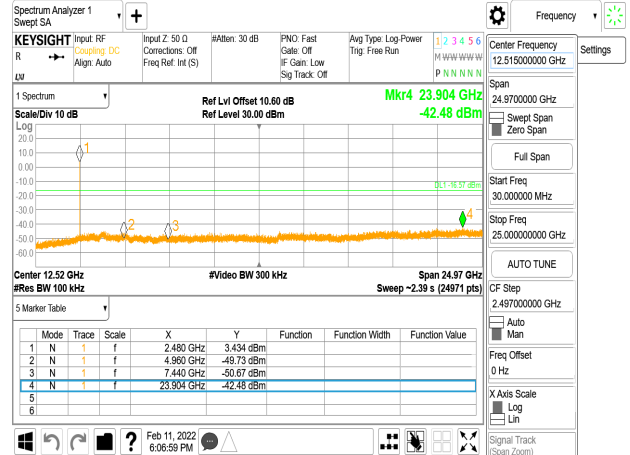 Spectrum Analyzer 1
Swept SA
Frequency
KEYSIGHT
R
Input: RF
Coupling: DC
Align: Auto
Input Z: 50 Ω
Corrections: Off
Freq Ref: Int (S)
#Atten: 30 dB
PNO: Fast
Gate: Off
IF Gain: Low
Sig Track: Off
Avg Type: Log-Power
Trig: Free Run
1 2 3 4 5 6
M W W W W W
P N N N N N
Settings
Center Frequency
12.515000000 GHz
Span
24.9700000 GHz
Swept Span
Zero Span
Full Span
Start Freq
30.000000 MHz
Stop Freq
25.000000000 GHz
AUTO TUNE
CF Step
2.497000000 GHz
Auto
Man
Freq Offset
0 Hz
X Axis Scale
Log
Lin
Signal Track
(Span Zoom)
1 Spectrum
Scale/Div 10 dB
Ref Lvl Offset 10.60 dB
Ref Level 30.00 dBm
Mkr4 23.904 GHz
-42.48 dBm
Log
20.0
10.0
0.00
-10.0
-20.0
-30.0
-40.0
-50.0
-60.0
DL1 -16.57 dBm
1
2
3
4
Center 12.52 GHz
#Res BW 100 kHz
#Video BW 300 kHz
Span 24.97 GHz
Sweep ~2.39 s (24971 pts)
5 Marker Table
Mode Trace Scale X Y Function Function Width Function Value
1 N 1 f 2.480 GHz 3.434 dBm
2 N 1 f 4.960 GHz -49.73 dBm
3 N 1 f 7.440 GHz -50.67 dBm
4 N 1 f 23.904 GHz -42.48 dBm
5
6
?
Feb 11, 2022
6:06:59 PM